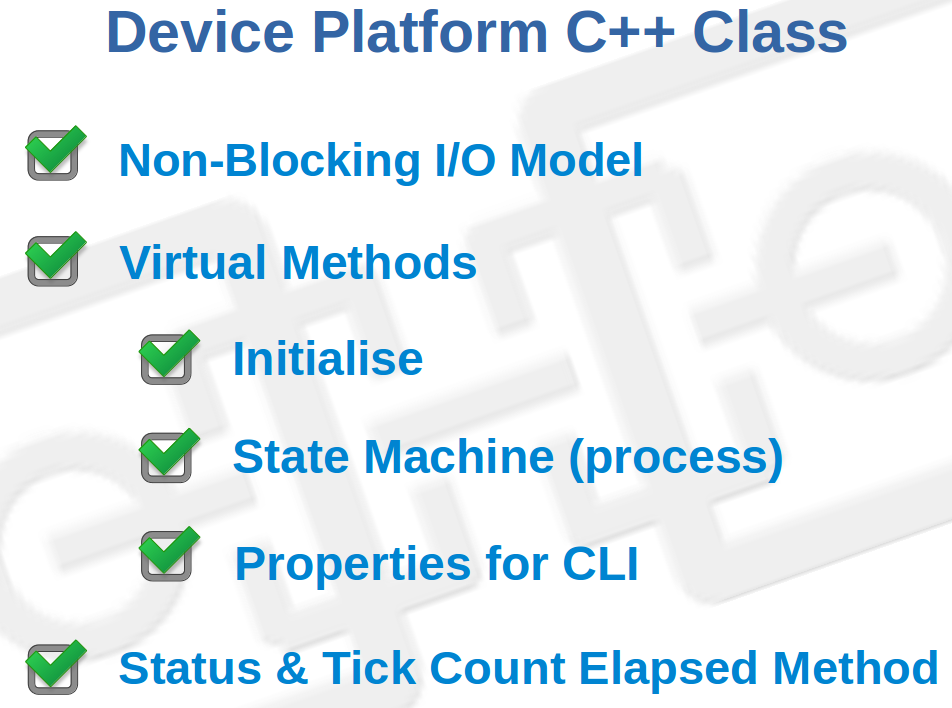 Device Platform C++ Class
Non-Blocking I/O Model
Virtual Methods
Initialise
State Machine (process)
Properties for CLI
Status & Tick Count Elapsed Method